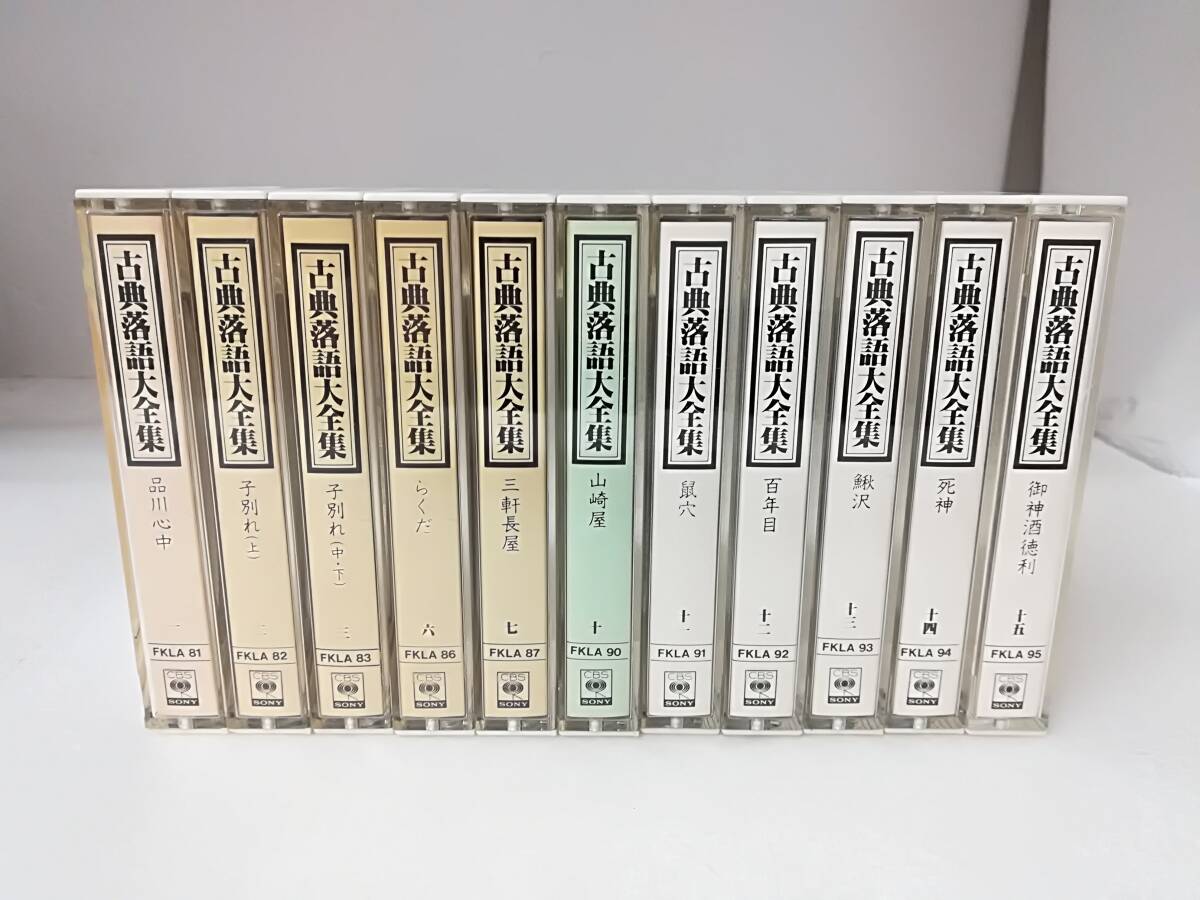 古典落語大全集
品川心中
一
FKLA 81
CBS
SONY
古典落語大全集
子別れ(上)
二
FKLA 82
CBS
SONY
古典落語大全集
子別れ(中・下)
三
FKLA 83
CBS
SONY
古典落語大全集
らくだ
六
FKLA 86
CBS
SONY
古典落語大全集
三軒長屋
七
FKLA 87
CBS
SONY
古典落語大全集
山崎屋
十
FKLA 90
CBS
SONY
古典落語大全集
鼠穴
十一
FKLA 91
CBS
SONY
古典落語大全集
百年目
十二
FKLA 92
CBS
SONY
古典落語大全集
鰍沢
十三
FKLA 93
CBS
SONY
古典落語大全集
死神
十四
FKLA 94
CBS
SONY
古典落語大全集
御神酒徳利
十五
FKLA 95
CBS
SONY